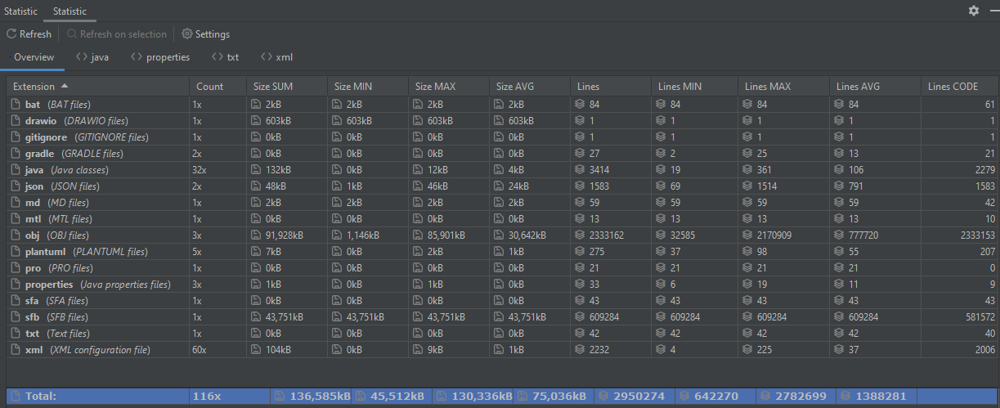 Statistic Statistic
Refresh Refresh on selection Settings
Overview java properties txt xml
Extension Count Size SUM Size MIN Size MAX Size AVG Lines Lines MIN Lines MAX Lines AVG Lines CODE
bat (BAT files) 1x 2kB 2kB 2kB 2kB 84 84 84 84 61
drawio (DRAWIO files) 1x 603kB 603kB 603kB 603kB 1 1 1 1 1
gitignore (GITIGNORE files) 1x 0kB 0kB 0kB 0kB 1 1 1 1 1
gradle (GRADLE files) 2x 0kB 0kB 0kB 0kB 27 2 25 13 21
java (Java classes) 32x 132kB 0kB 12kB 4kB 3414 19 361 106 2279
json (JSON files) 2x 48kB 1kB 46kB 24kB 1583 69 1514 791 1583
md (MD files) 1x 2kB 2kB 2kB 2kB 59 59 59 59 42
mtl (MTL files) 1x 0kB 0kB 0kB 0kB 13 13 13 13 10
obj (OBJ files) 3x 91,928kB 1,146kB 85,901kB 30,642kB 2333162 32585 2170909 777720 2333153
plantuml (PLANTUML files) 5x 7kB 0kB 2kB 1kB 275 37 98 55 207
pro (PRO files) 1x 0kB 0kB 0kB 0kB 21 21 21 21 0
properties (Java properties files) 3x 1kB 0kB 1kB 0kB 33 6 19 11 9
sfa (SFA files) 1x 0kB 0kB 0kB 0kB 43 43 43 43 43
sfb (SFB files) 1x 43,751kB 43,751kB 43,751kB 43,751kB 609284 609284 609284 609284 581572
txt (Text files) 1x 0kB 0kB 0kB 0kB 42 42 42 42 40
xml (XML configuration file) 60x 104kB 0kB 9kB 1kB 2232 4 225 37 2006
Total: 116x 136,585kB 45,512kB 130,336kB 75,036kB 2950274 642270 2782699 1388281